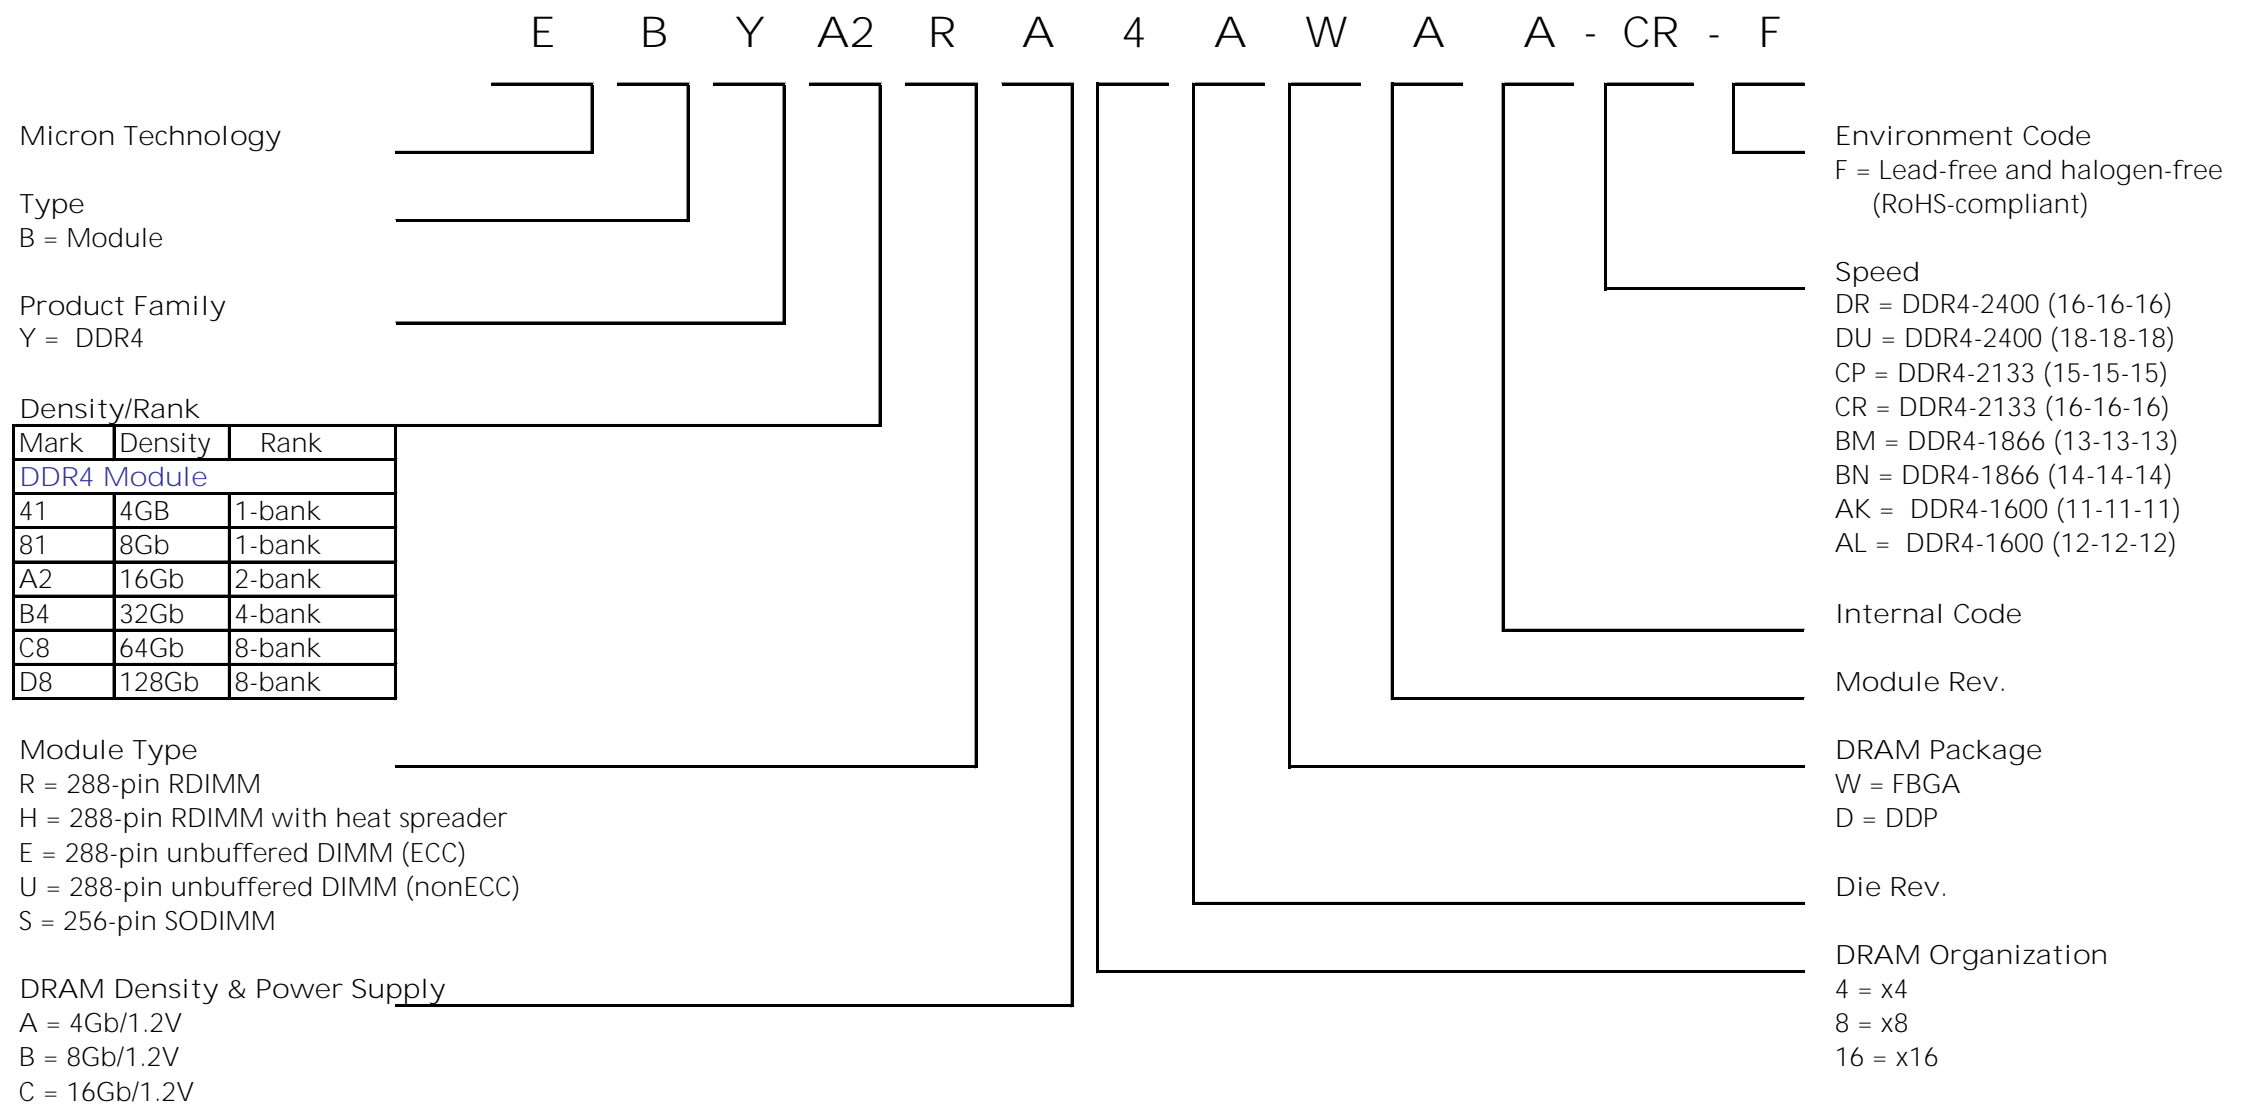 E B Y A2 R A 4 A W A A - CR - F
Micron Technology
Type
B = Module
Product Family
Y = DDR4
Density/Rank
Mark Density Rank
DDR4 Module
41 4GB 1-bank
81 8Gb 1-bank
A2 16Gb 2-bank
B4 32Gb 4-bank
C8 64Gb 8-bank
D8 128Gb 8-bank
Module Type
R = 288-pin RDIMM
H = 288-pin RDIMM with heat spreader
E = 288-pin unbuffered DIMM (ECC)
U = 288-pin unbuffered DIMM (nonECC)
S = 256-pin SODIMM
DRAM Density & Power Supply
A = 4Gb/1.2V
B = 8Gb/1.2V
C = 16Gb/1.2V
Environment Code
F = Lead-free and halogen-free
(RoHS-compliant)
Speed
DR = DDR4-2400 (16-16-16)
DU = DDR4-2400 (18-18-18)
CP = DDR4-2133 (15-15-15)
CR = DDR4-2133 (16-16-16)
BM = DDR4-1866 (13-13-13)
BN = DDR4-1866 (14-14-14)
AK = DDR4-1600 (11-11-11)
AL = DDR4-1600 (12-12-12)
Internal Code
Module Rev.
DRAM Package
W = FBGA
D = DDP
Die Rev.
DRAM Organization
4 = x4
8 = x8
16 = x16